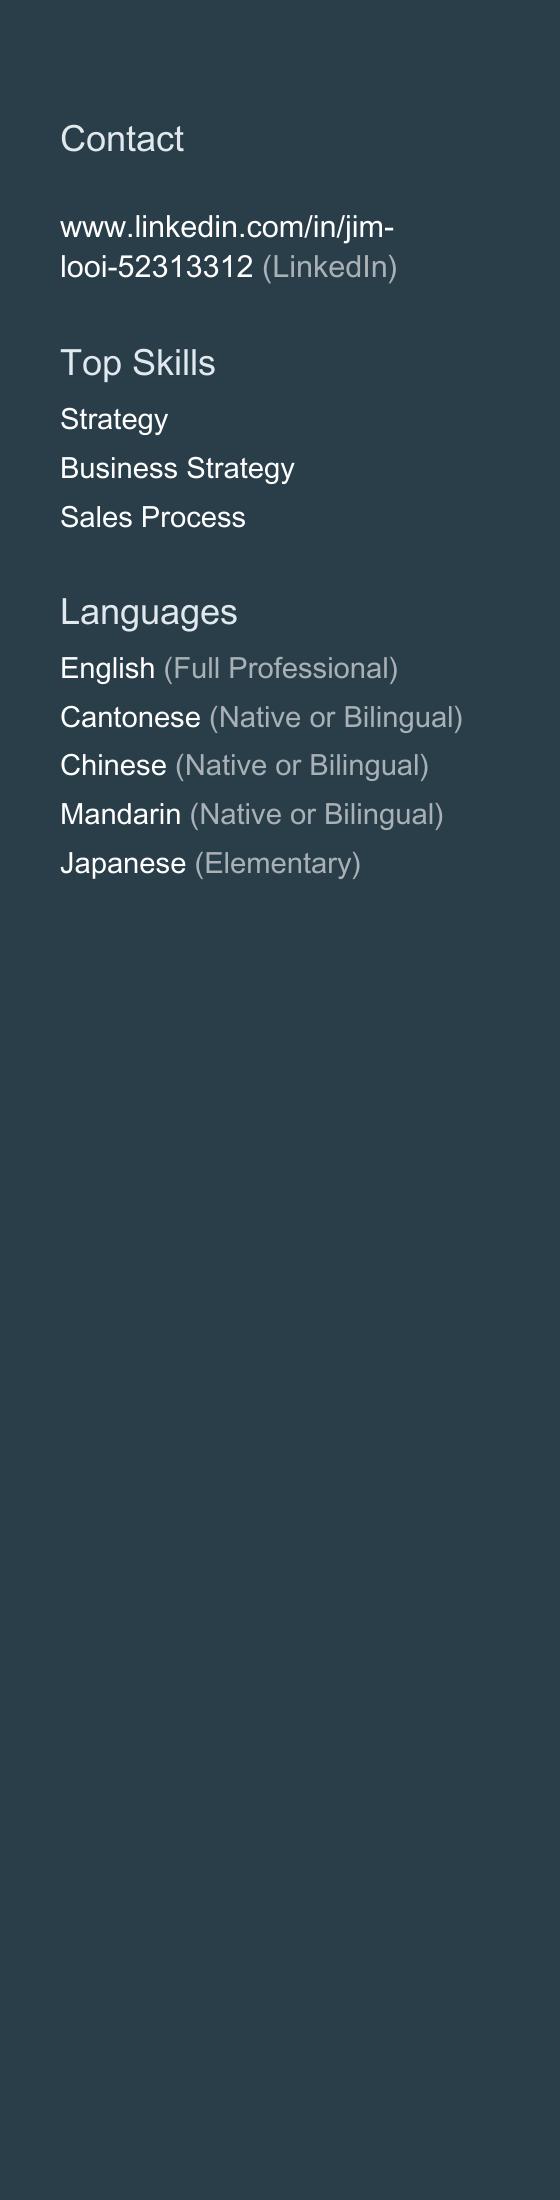 Contact
www.linkedin.com/in/jim-
looi-52313312 (LinkedIn)
Top Skills
Strategy
Business Strategy
Sales Process
Languages
English (Full Professional)
Cantonese (Native or Bilingual)
Chinese (Native or Bilingual)
Mandarin (Native or Bilingual)
Japanese (Elementary)